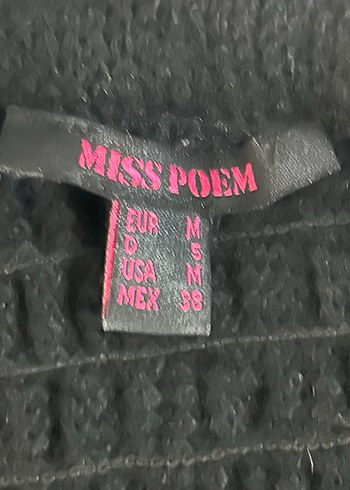 MISS POEM
EUR M
D S
USA M
MEX 38